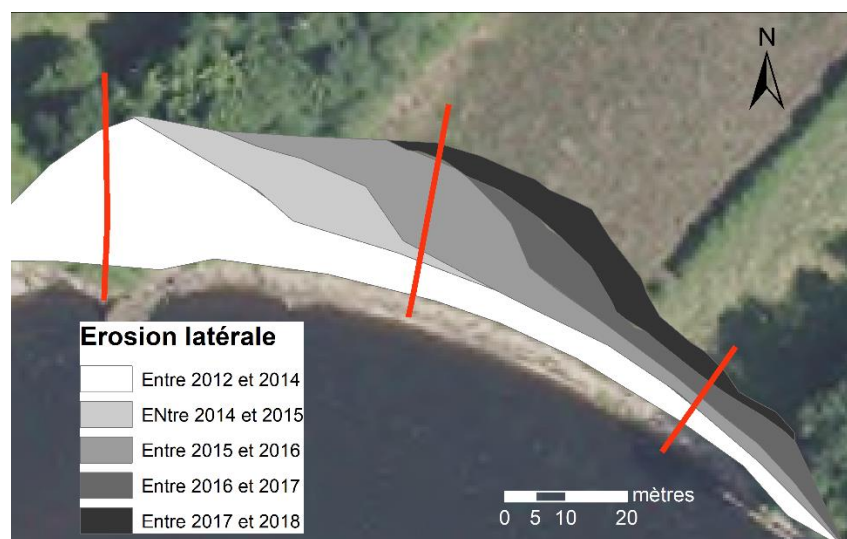 N
Erosion latérale
Entre 2012 et 2014
ENtre 2014 et 2015
Entre 2015 et 2016
Entre 2016 et 2017
Entre 2017 et 2018
mètres
0 5 10 20